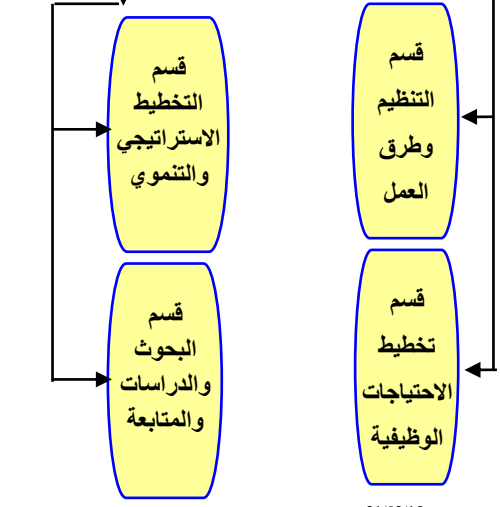 قسم
التنظيم
وطرق
العمل
قسم
تخطيط
الاحتياجات
الوظيفية
قسم
التخطيط
الاستراتيجي
والتنموي
قسم
البحوث
والدراسات
والمتابعة